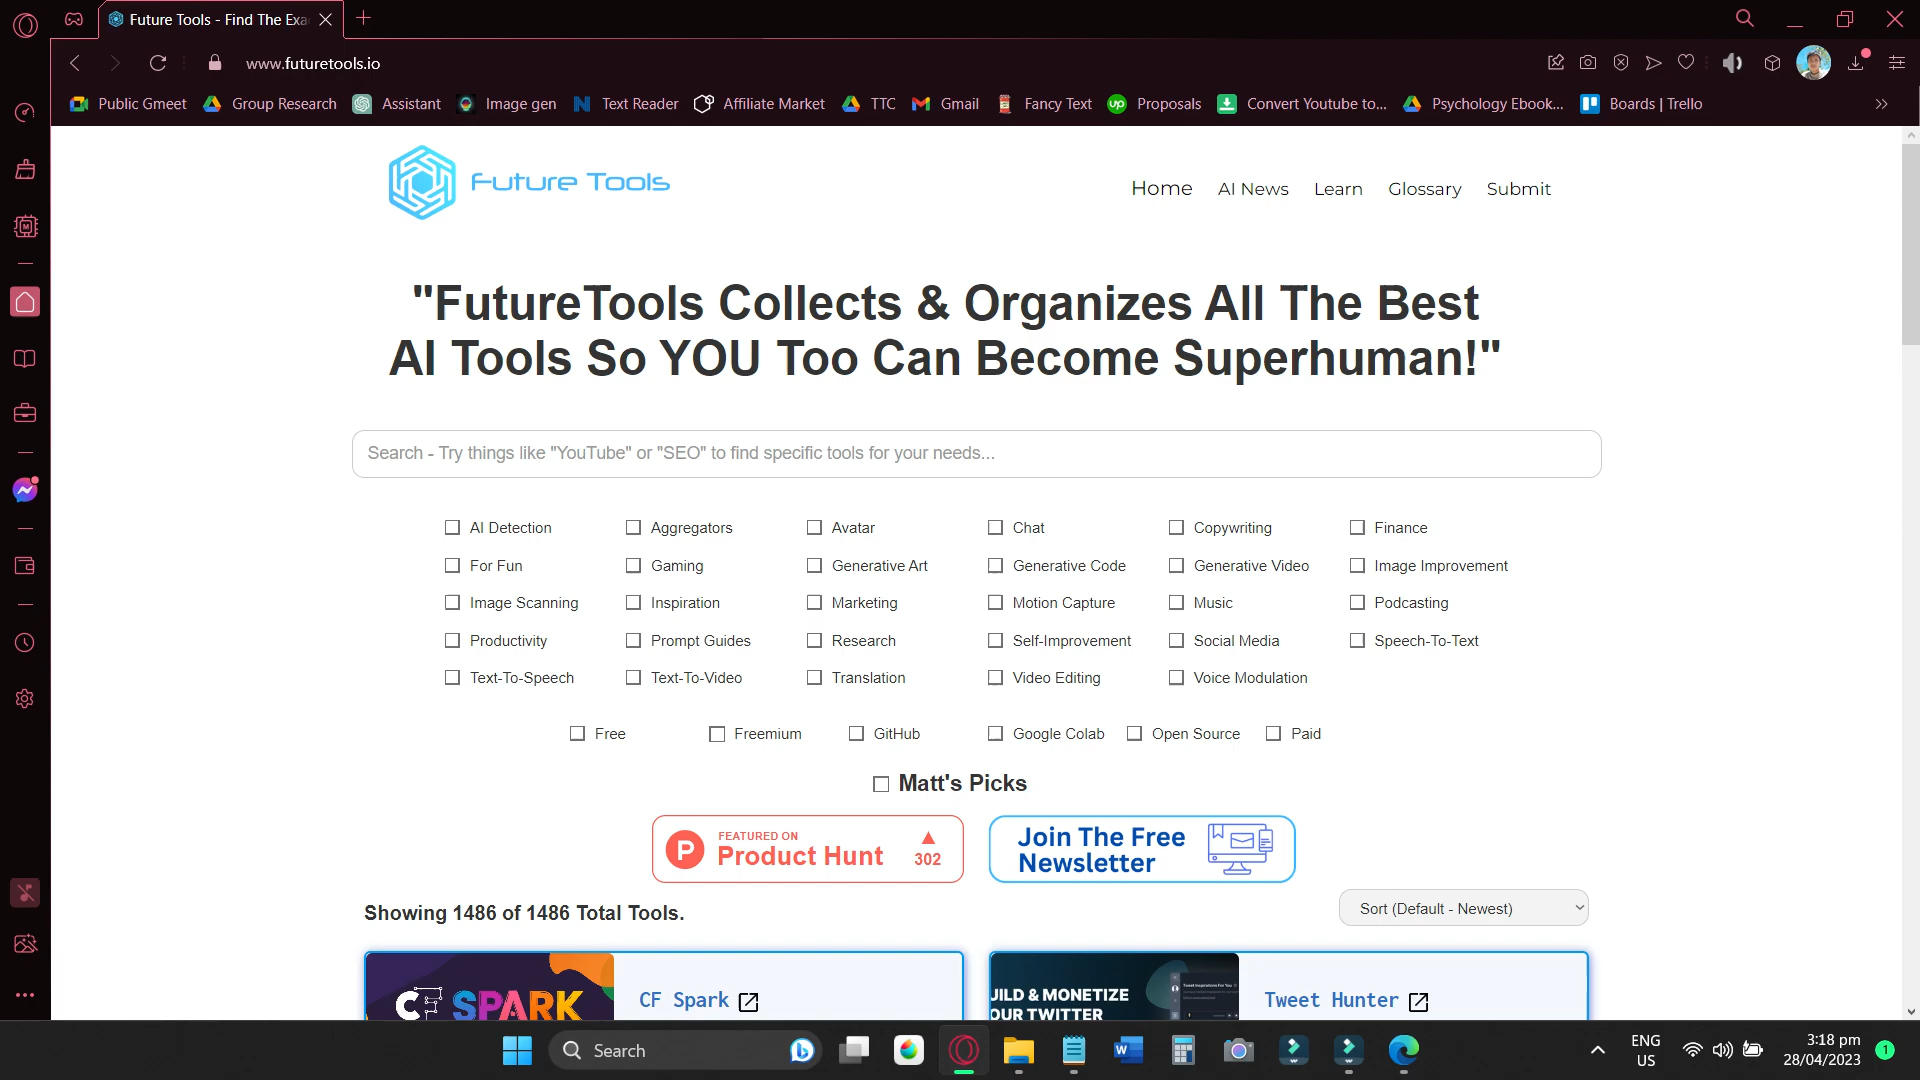 Future Tools - Find The Exa
www.futuretools.io
Public Gmeet
Group Research
Assistant
Image gen
Text Reader
Affiliate Market
TTC
Gmail
Fancy Text
up
Proposals
Convert Youtube to...
Psychology Ebook...
Boards | Trello
Future Tools
Home AI News Learn Glossary Submit
"FutureTools Collects & Organizes All The Best
AI Tools So YOU Too Can Become Superhuman!"
Search - Try things like "YouTube" or "SEO" to find specific tools for your needs...
AI Detection Aggregators Avatar Chat Copywriting Finance
For Fun Gaming Generative Art Generative Code Generative Video Image Improvement
Image Scanning Inspiration Marketing Motion Capture Music Podcasting
Productivity Prompt Guides Research Self-Improvement Social Media Speech-To-Text
Text-To-Speech Text-To-Video Translation Video Editing Voice Modulation
Free Freemium GitHub Google Colab Open Source Paid
Matt's Picks
P
FEATURED ON
Product Hunt
302
Join The Free
Newsletter
Showing 1486 of 1486 Total Tools.
Sort (Default - Newest)
CF SPARK
CF Spark
UILD & MONETIZE
OUR TWITTER
Tweet Hunter
Search
ENG
US
3:18 pm
28/04/2023
1